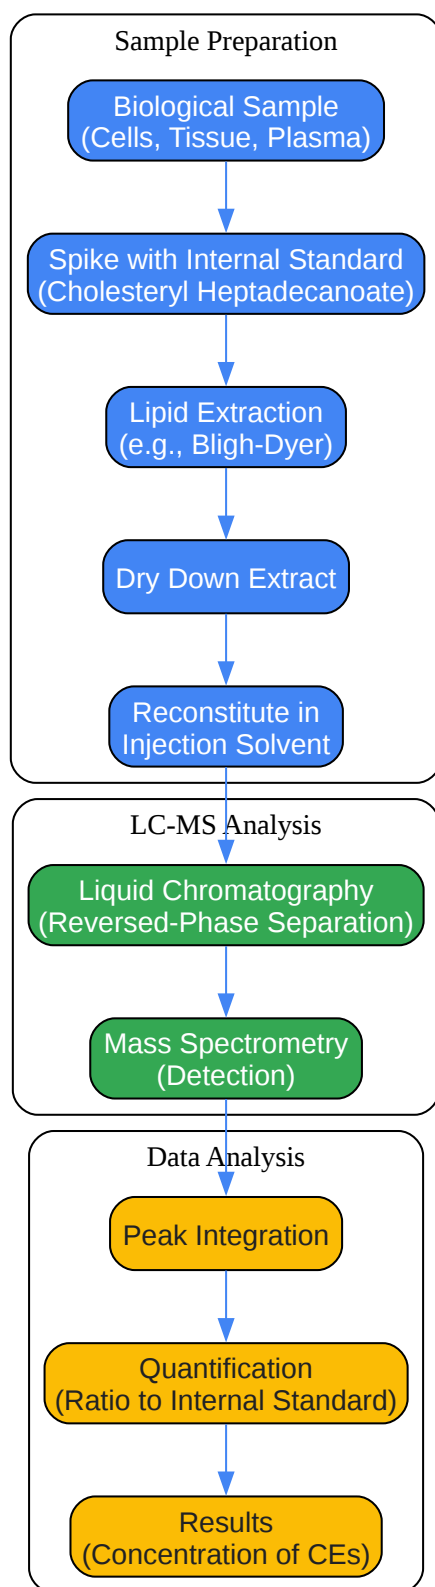 Sample Preparation
Biological Sample
(Cells, Tissue, Plasma)
Spike with Internal Standard
(Cholesteryl Heptadecanoate)
Lipid Extraction
(e.g., Bligh-Dyer)
Dry Down Extract
Reconstitute in
Injection Solvent
LC-MS Analysis
Liquid Chromatography
(Reversed-Phase Separation)
Mass Spectrometry
(Detection)
Data Analysis
Peak Integration
Quantification
(Ratio to Internal Standard)
Results
(Concentration of CEs)